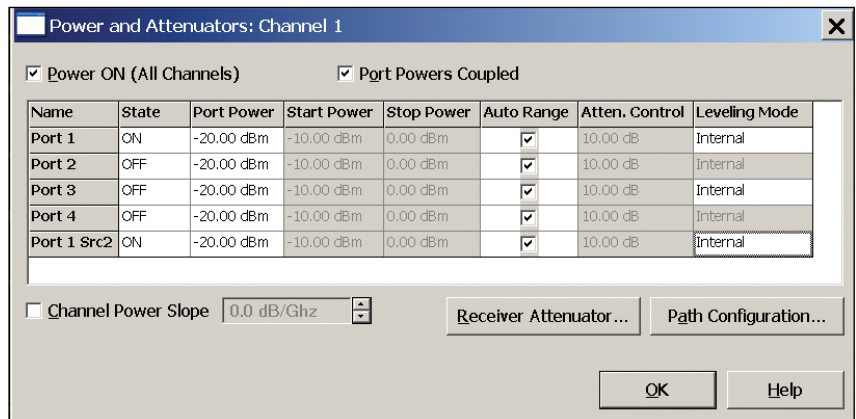 Power and Attenuators: Channel 1
Power ON (All Channels) Port Powers Coupled
Name State Port Power Start Power Stop Power Auto Range Atten. Control Leveling Mode
Port 1 ON -20.00 dBm -10.00 dBm 0.00 dBm 10.00 dB Internal
Port 2 OFF -20.00 dBm -10.00 dBm 0.00 dBm 10.00 dB Internal
Port 3 OFF -20.00 dBm -10.00 dBm 0.00 dBm 10.00 dB Internal
Port 4 OFF -20.00 dBm -10.00 dBm 0.00 dBm 10.00 dB Internal
Port 1 Src2 ON -20.00 dBm -10.00 dBm 0.00 dBm 10.00 dB Internal
Channel Power Slope 0.0 dB/Ghz Receiver Attenuator... Path Configuration...
OK Help